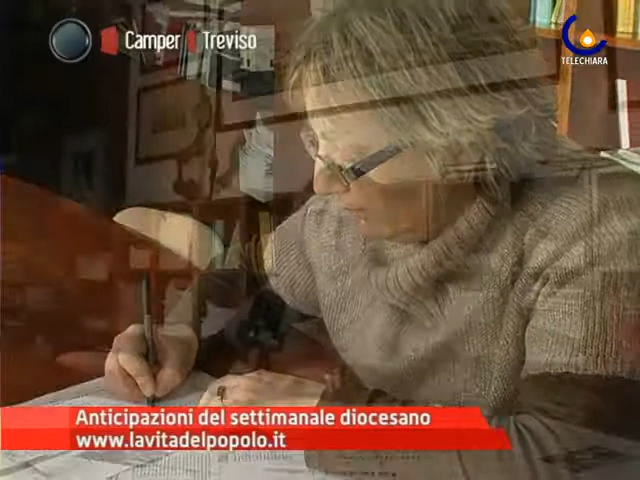 Camper Treviso
TELECHIARA
Anticipazioni del settimanale diocesano
www.lavitadelpopolo.it